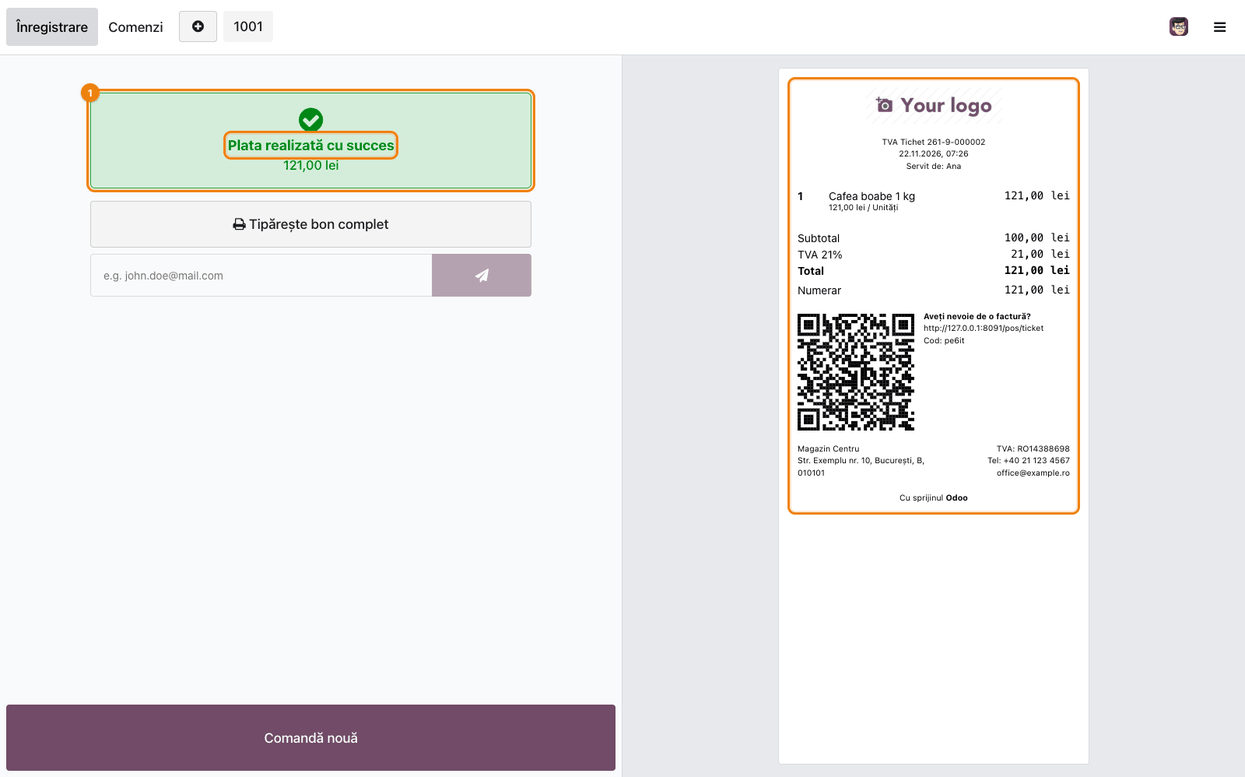 Înregistrare
Comenzi
1001
1
Plata realizată cu succes
121,00 lei
Tipărește bon complet
e.g. john.doe@mail.com
Comandă nouă
Your logo
TVA Tichet 261-9-000002
22.11.2026, 07:26
Servit de: Ana
1 Cafea boabe 1 kg 121,00 lei
121,00 lei / Unități
Subtotal 100,00 lei
TVA 21% 21,00 lei
Total 121,00 lei
Numerar 121,00 lei
Aveți nevoie de o factură?
http://127.0.0.1:8091/pos/ticket
Cod: pe6it
Magazin Centru
Str. Exemplu nr. 10, București, B,
010101
TVA: RO14388698
Tel: +40 21 123 4567
office@example.ro
Cu sprijinul Odoo